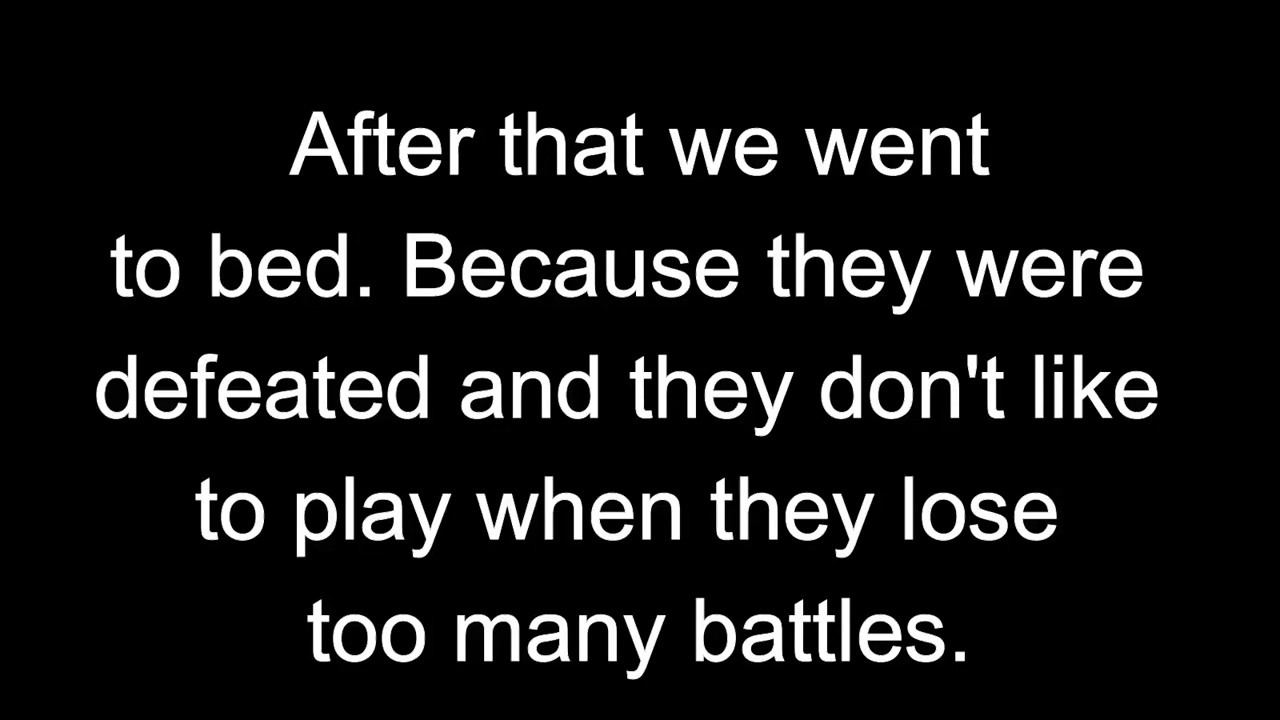 After that we went
to bed. Because they were
defeated and they don't like
to play when they lose
too many battles.